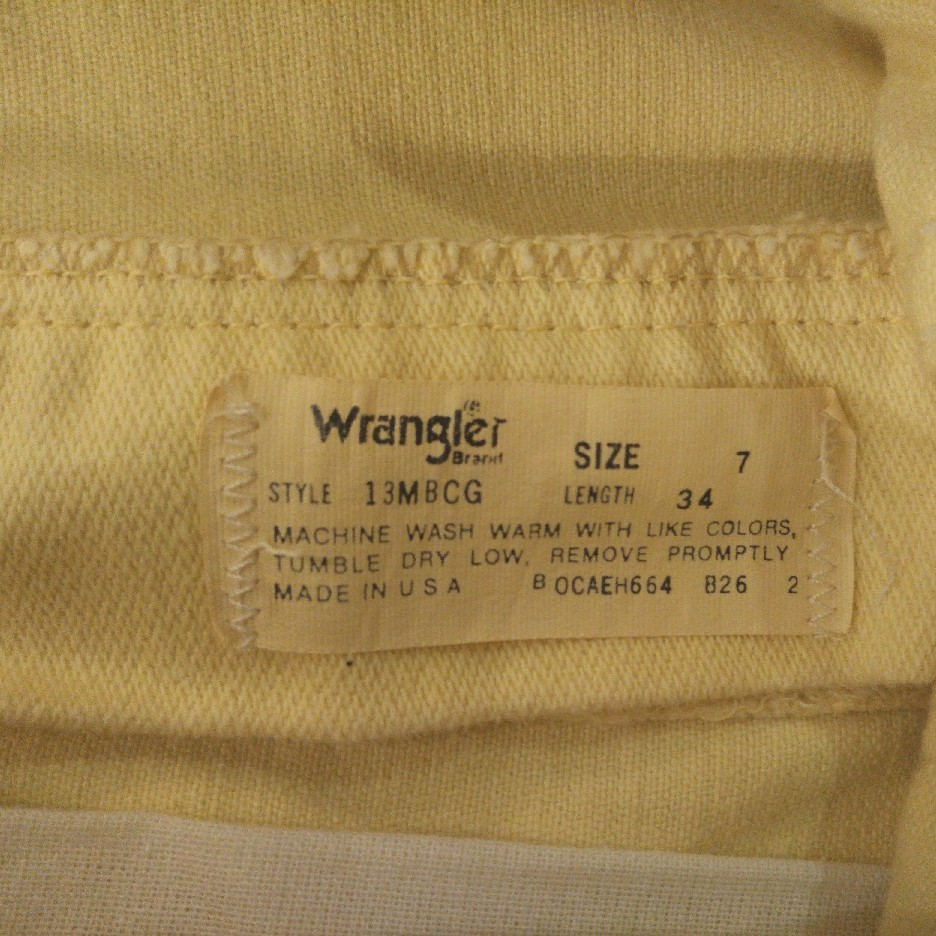 Wrangler®
Brand
SIZE 7
STYLE 13MBCG LENGTH 34
MACHINE WASH WARM WITH LIKE COLORS,
TUMBLE DRY LOW, REMOVE PROMPTLY
MADE IN U S A B OCAEH664 826 2